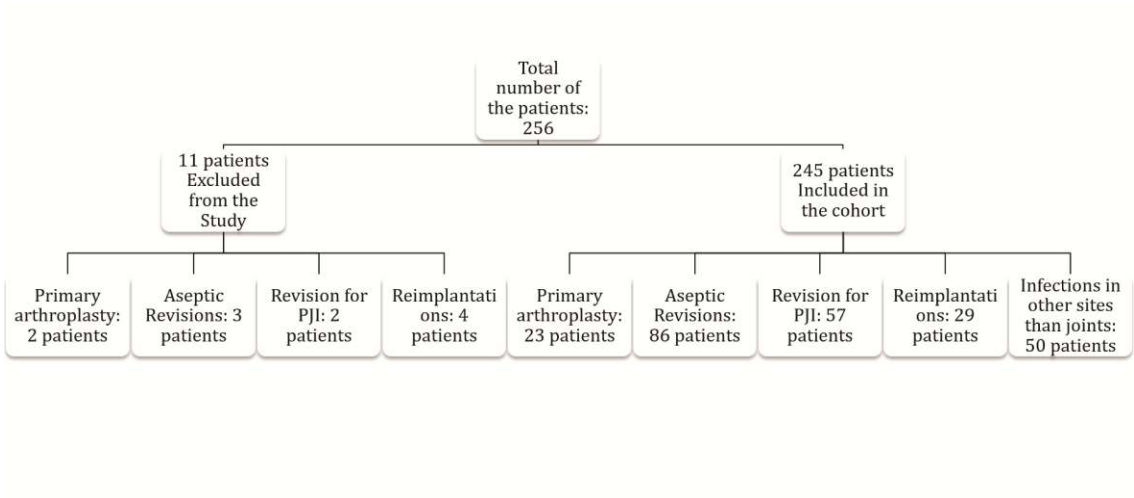 Total
number of
the patients:
256
11 patients
Excluded
from the
Study
245 patients
Included in
the cohort
Primary
arthroplasty:
2 patients
Aseptic
Revisions: 3
patients
Revision for
PJI: 2
patients
Reimplantati
ons: 4
patients
Primary
arthroplasty:
23 patients
Aseptic
Revisions:
86 patients
Revision for
PJI: 57
patients
Reimplantati
ons: 29
patients
Infections in
other sites
than joints:
50 patients